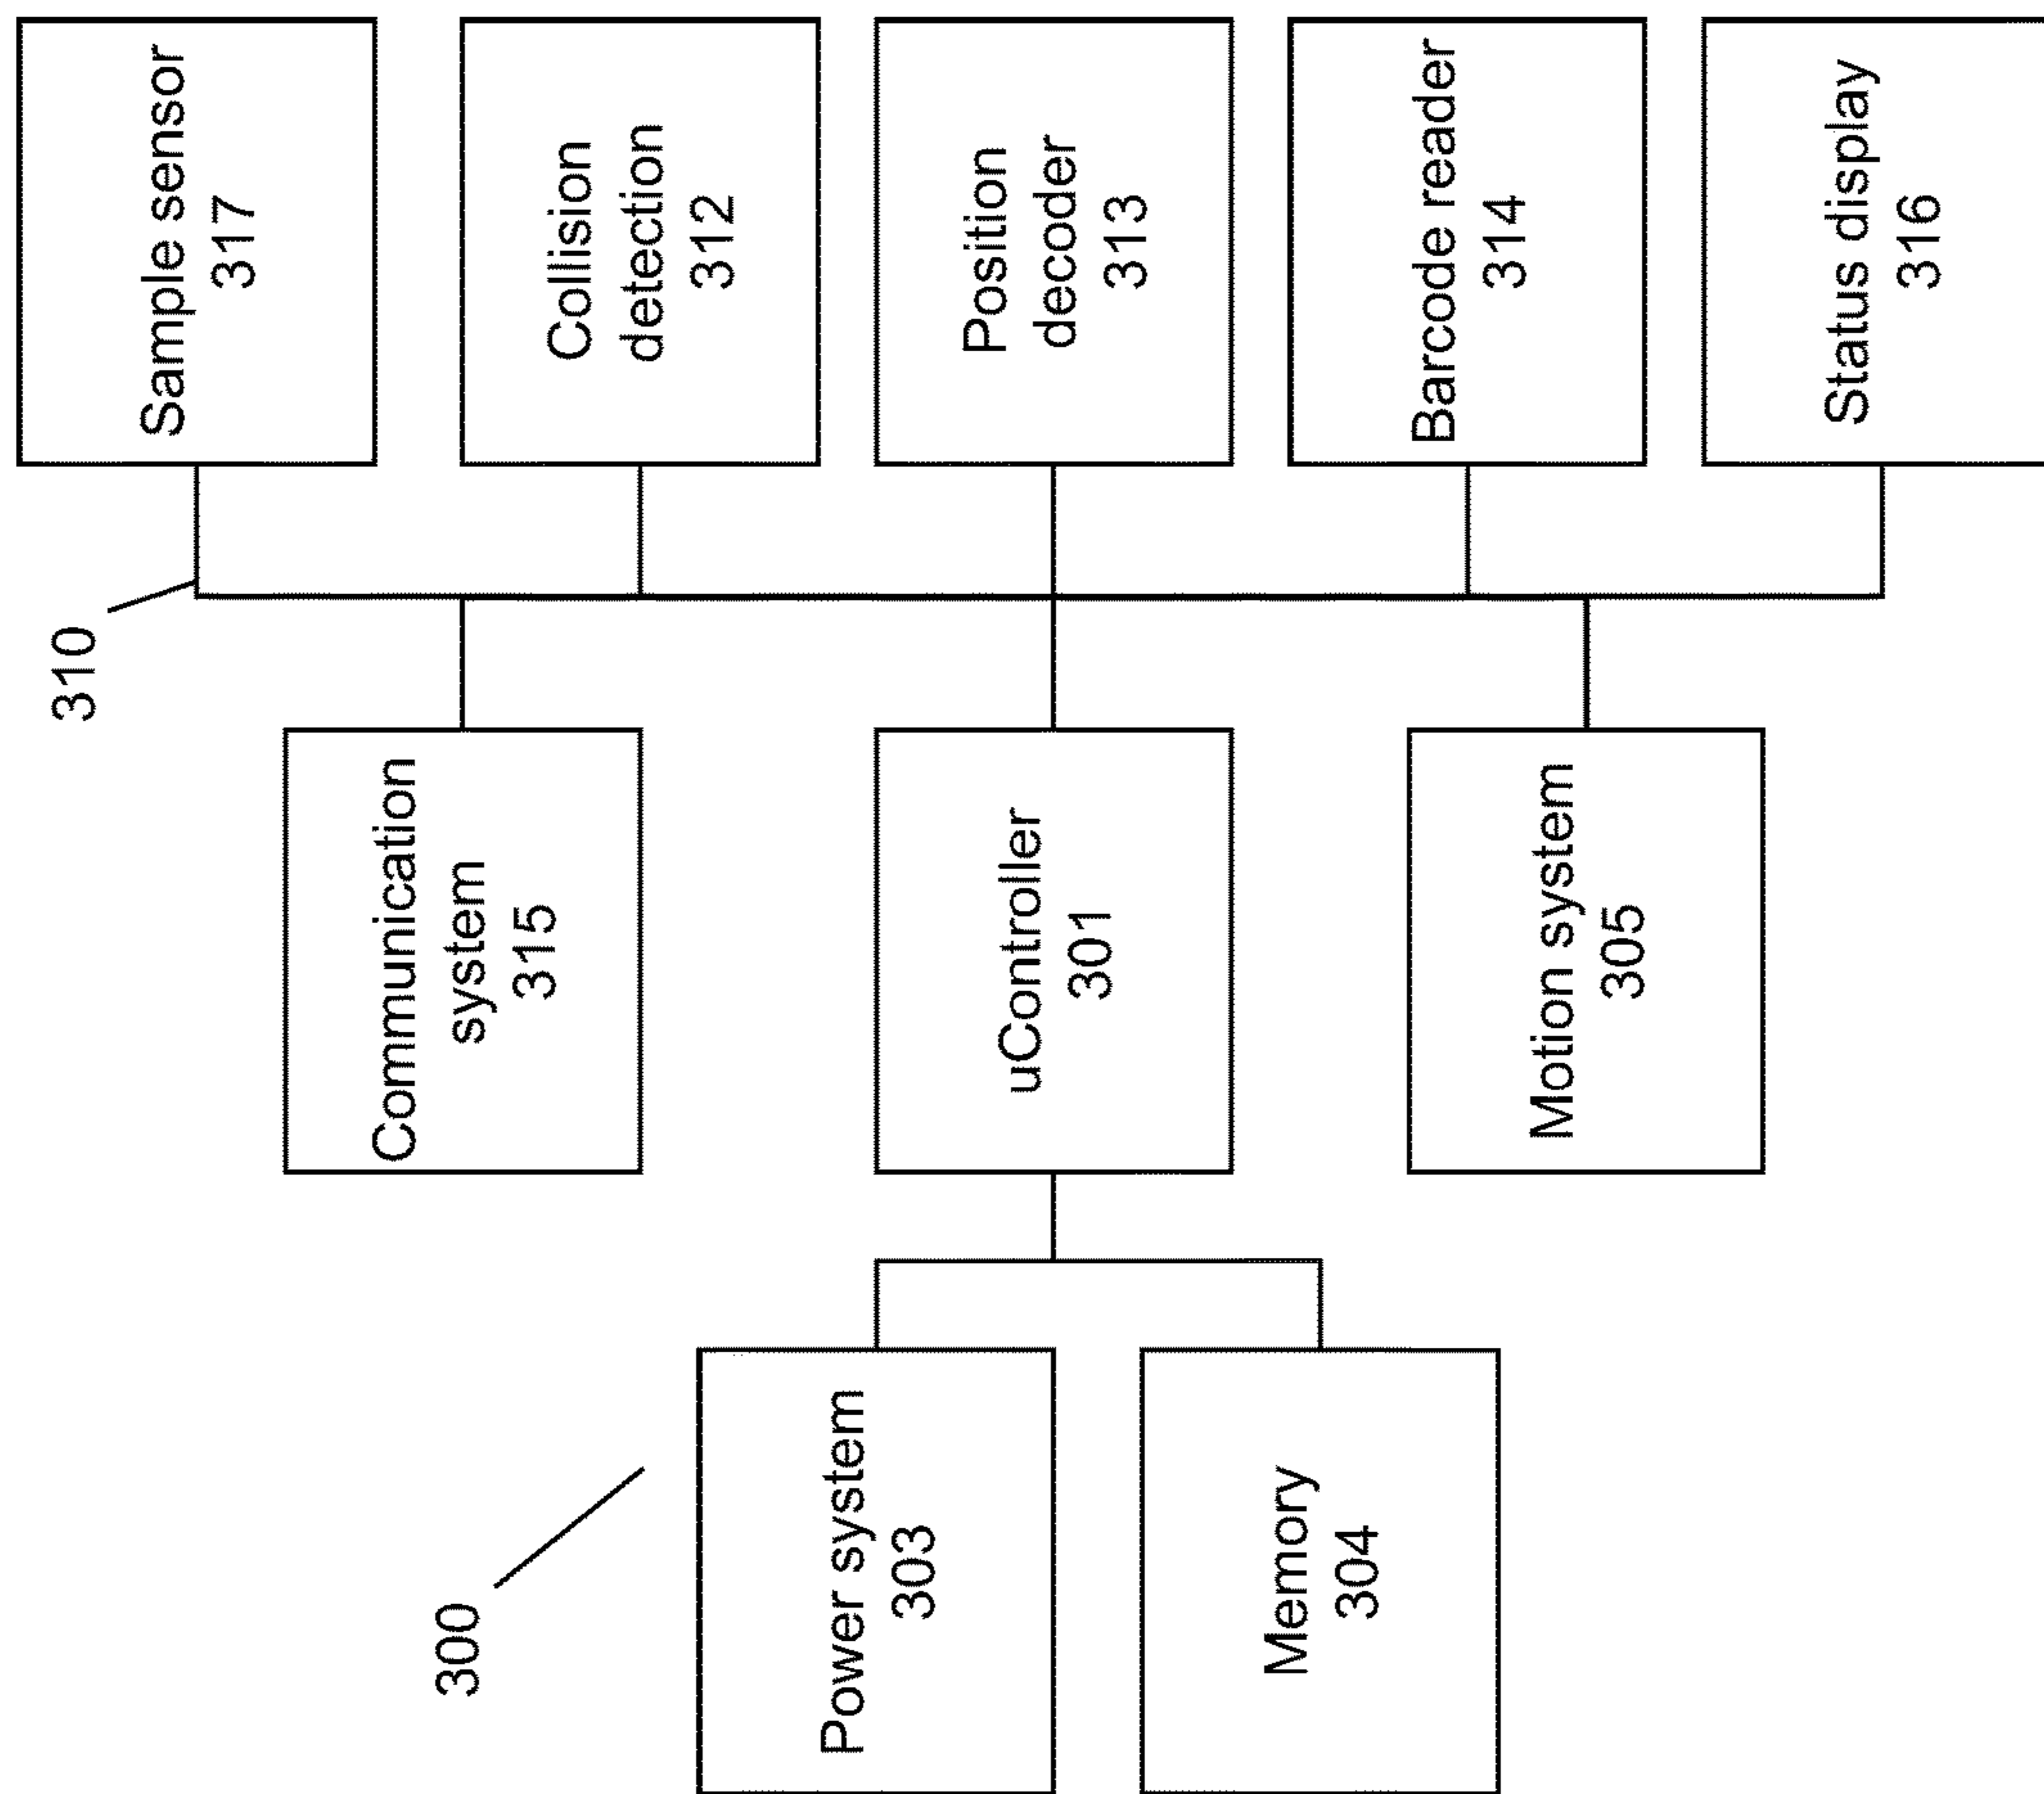 300
Power system
303
Memory
304
Communication
system
315
uController
301
Motion system
305
310
Sample sensor
317
Collision
detection
312
Position
decoder
313
Barcode reader
314
Status display
316